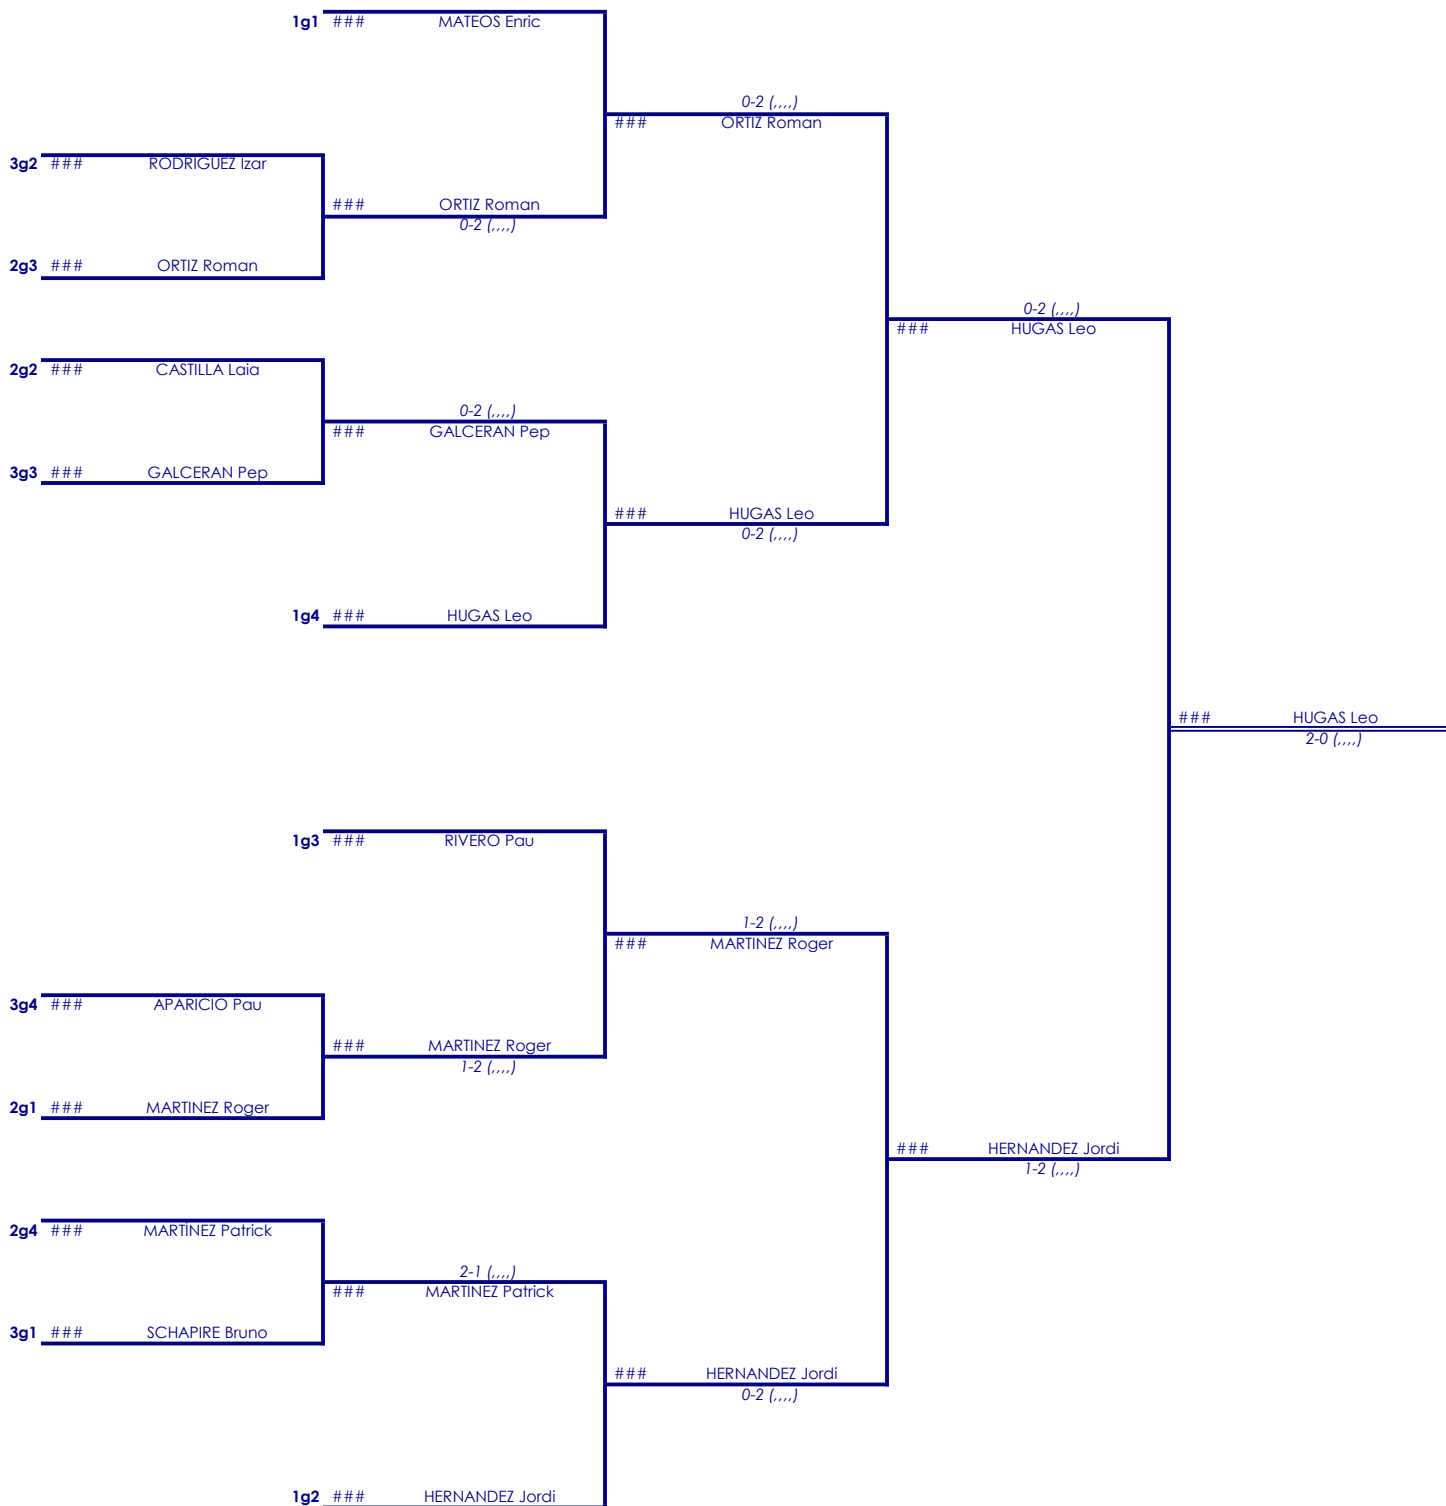 1g1 ### MATEOS Enric
0-2 (,,,,)
### ORTIZ Roman
3g2 ### RODRIGUEZ Izar
### ORTIZ Roman
0-2 (,,,,)
2g3 ### ORTIZ Roman
0-2 (,,,,)
### HUGAS Leo
2g2 ### CASTILLA Laia
0-2 (,,,,)
### GALCERAN Pep
3g3 ### GALCERAN Pep
### HUGAS Leo
0-2 (,,,,)
1g4 ### HUGAS Leo
### HUGAS Leo
2-0 (,,,,)
1g3 ### RIVERO Pau
1-2 (,,,,)
### MARTINEZ Roger
3g4 ### APARICIO Pau
### MARTINEZ Roger
1-2 (,,,,)
2g1 ### MARTINEZ Roger
### HERNANDEZ Jordi
1-2 (,,,,)
2g4 ### MARTÍNEZ Patrick
2-1 (,,,,)
### MARTÍNEZ Patrick
3g1 ### SCHAPIRE Bruno
### HERNANDEZ Jordi
0-2 (,,,,)
1g2 ### HERNANDEZ Jordi